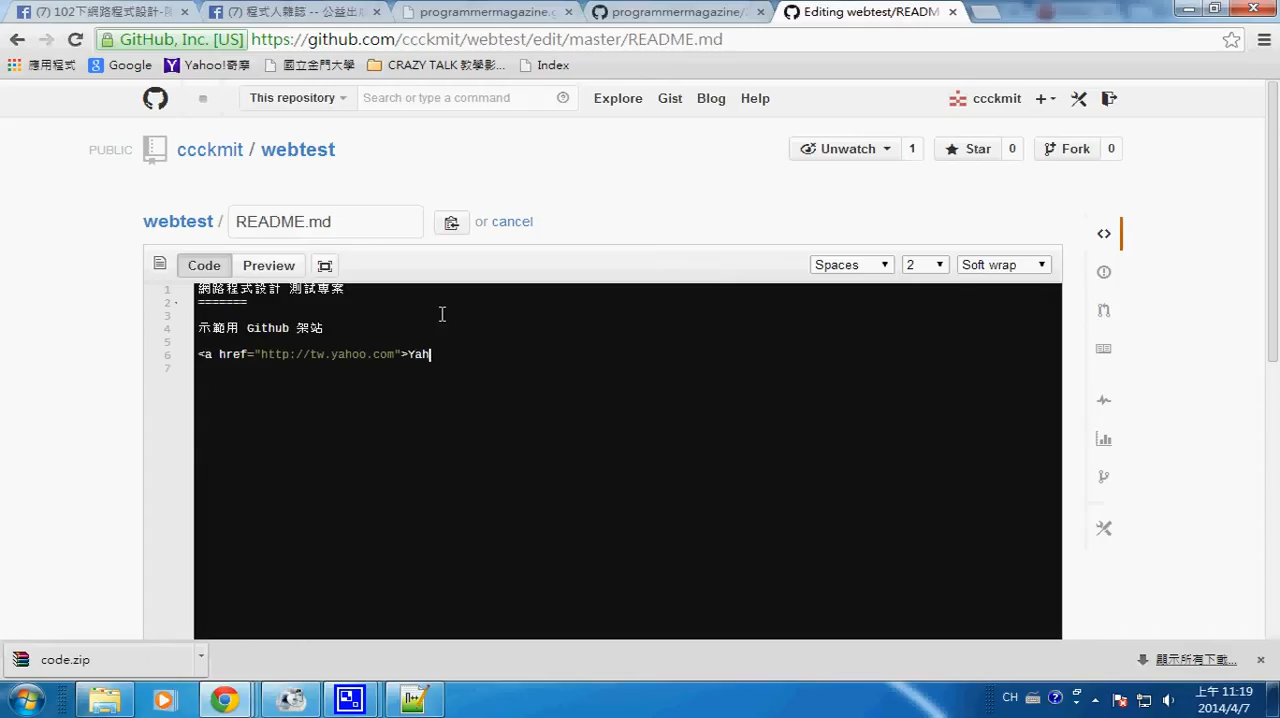 (7) 102下網路程式設計-
(7) 程式人雜誌 -- 公益出
programmermagazine.g
programmermagazine/
Editing webtest/READM
GitHub, Inc. [US] https://github.com/ccckmit/webtest/edit/master/README.md
應用程式 Google Yahoo!奇摩 國立金門大學 CRAZY TALK 教學影... Index
This repository Search or type a command Explore Gist Blog Help ccckmit
PUBLIC ccckmit / webtest Unwatch 1 Star 0 Fork 0
webtest / README.md or cancel
Code Preview Spaces 2 Soft wrap
1 網路程式設計 測試專案
2 =======
3
4 示範用 Github 架站
5
6 <a href="http://tw.yahoo.com">Yah
7
code.zip 顯示所有下載...
CH 上午 11:19
2014/4/7